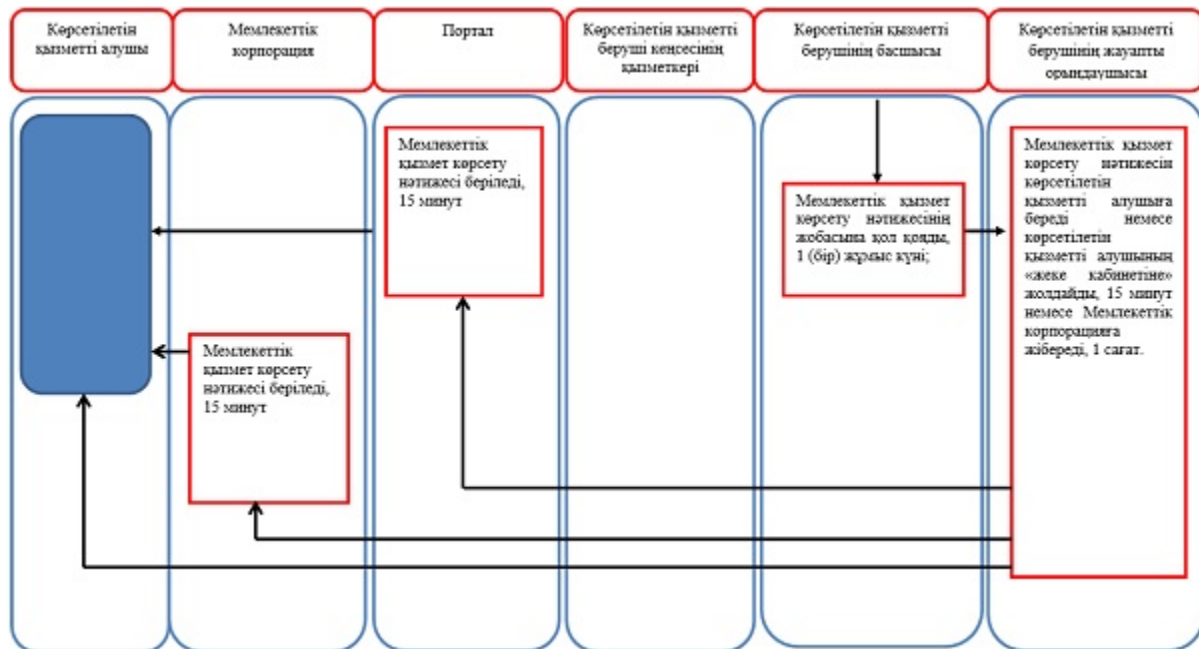 Көрсетілетін
қызметті алушы
Мемлекеттік
корпорация
Портал
Көрсетілетін қызметті
беруші кеңсесінің
қызметкері
Көрсетілетін қызметті
берушінің басшысы
Көрсетілетін қызметті
берушінің жауапты
орындаушысы
Мемлекеттік
қызмет көрсету
нәтижесі беріледі,
15 минут
Мемлекеттік
қызмет көрсету
нәтижесі беріледі,
15 минут
Мемлекеттік қызмет
көрсету нәтижесінің
жобасына қол қояды,
1 (бір) жұмыс күні;
Мемлекеттік қызмет
көрсету нәтижесін
көрсетілетін
қызметті алушыға
береді немесе
көрсетілетін
қызметті алушының
«жеке кабинетіне»
жолдайды, 15 минут
немесе Мемлекеттік
корпорацияға
жібереді, 1 сағат.